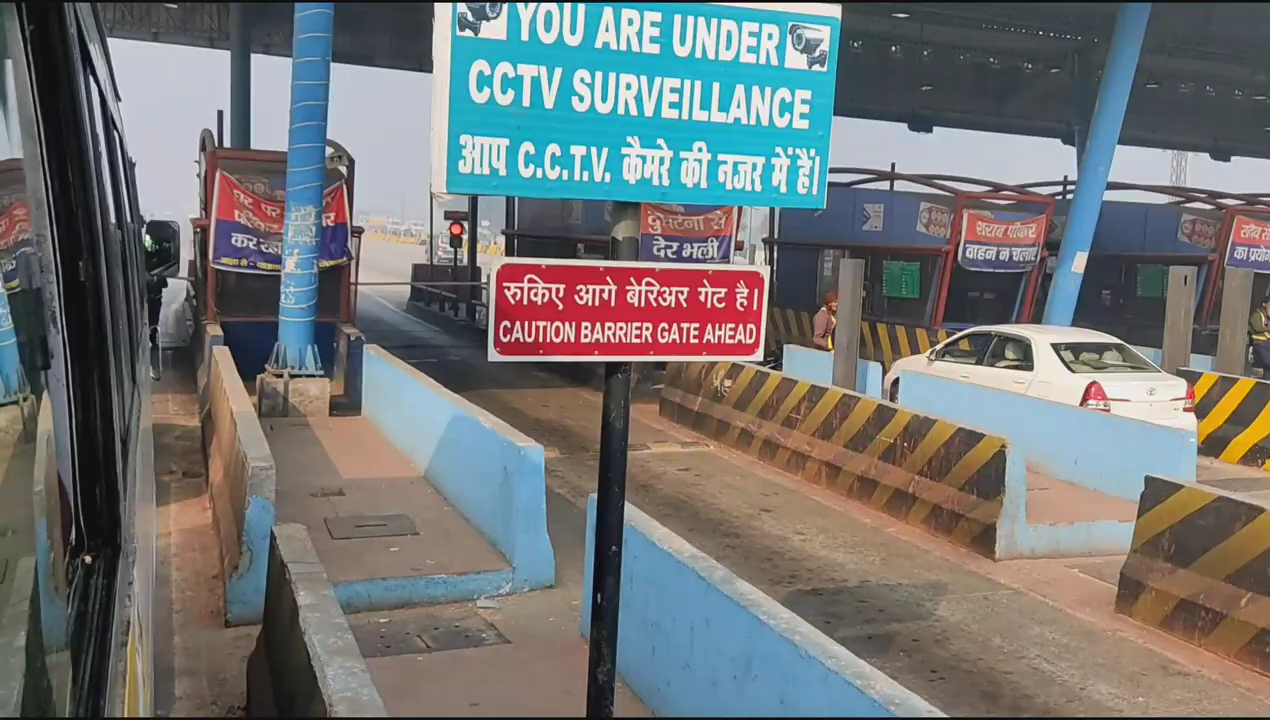 YOU ARE UNDER
CCTV SURVEILLANCE
आप C.C.T.V. कैमरे की नजर में हैं।
रुकिए आगे बेरिअर गेट है।
CAUTION BARRIER GATE AHEAD
दुर्घटना से
देर भली
शराब पीकर
वाहन न चलाएं
का प्रयोग